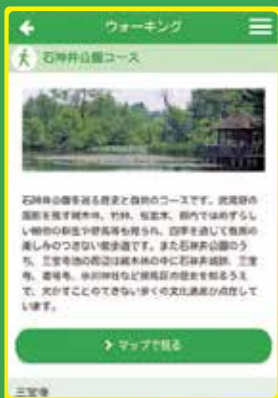 ウォーキング
石神井公園コース
石神井公園を巡る歴史と自然のコースです。武蔵野の
面影を残す雑木林、竹林、松並木、都内ではめずらし
い植物の群生や野鳥等も見られ、四季を通じて散策の
楽しみのつきない散歩道です。また石神井公園のう
ち、三宝寺池の周辺は雑木林の中に石神井城跡、三宝
寺、道場寺、氷川神社など練馬区の歴史を知るうえ
で、欠かすことのできない多くの文化遺産が点在して
います。
マップで見る
三宝寺